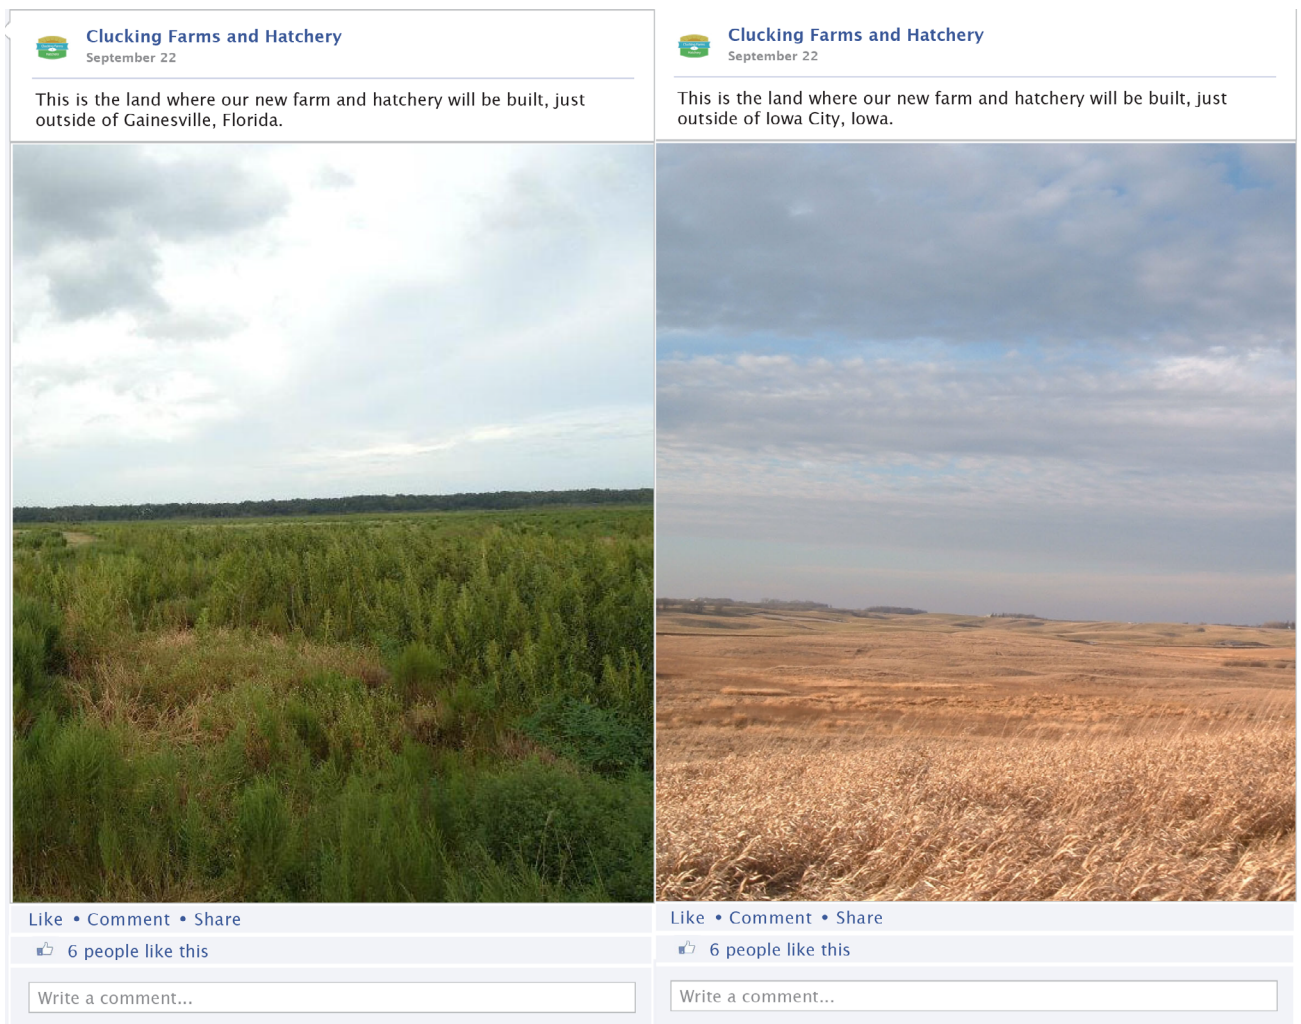 Clucking Farms and Hatchery
September 22
This is the land where our new farm and hatchery will be built, just
outside of Gainesville, Florida.
Like • Comment • Share
6 people like this
Write a comment...
Clucking Farms and Hatchery
September 22
This is the land where our new farm and hatchery will be built, just
outside of Iowa City, Iowa.
Like • Comment • Share
6 people like this
Write a comment...